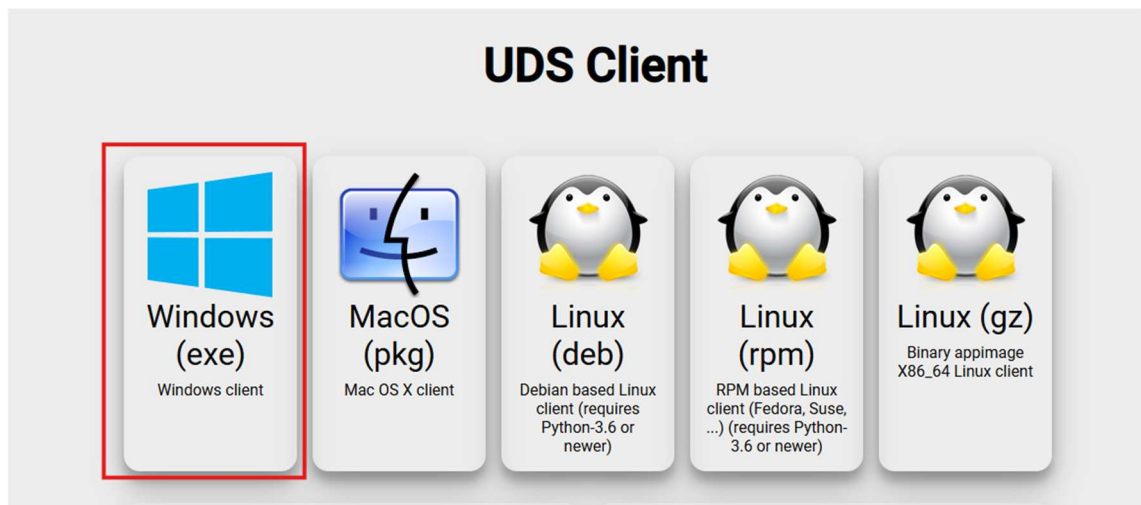 UDS Client
Windows
(exe)
Windows client
MacOS
(pkg)
Mac OS X client
Linux
(deb)
Debian based Linux
client (requires
Python-3.6 or
newer)
Linux
(rpm)
RPM based Linux
client (Fedora, Suse,
...) (requires Python-
3.6 or newer)
Linux (gz)
Binary appimage
X86_64 Linux client